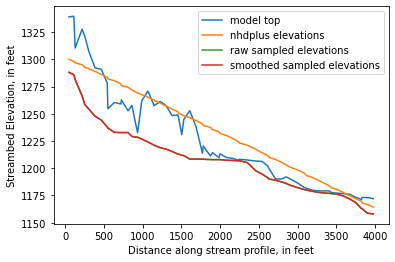 model top
nhdplus elevations
raw sampled elevations
smoothed sampled elevations
Streambed Elevation, in feet
1325
1300
1275
1250
1225
1200
1175
1150
0
500
1000
1500
2000
2500
3000
3500
4000
Distance along stream profile, in feet